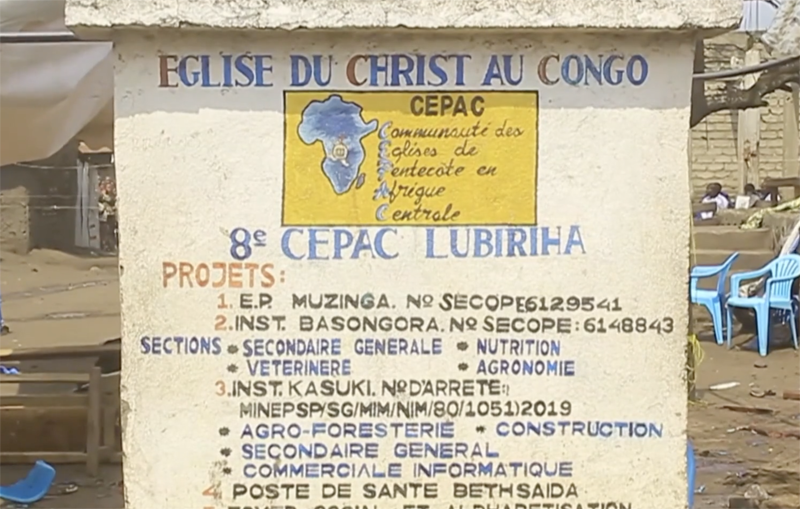 EGLISE DU CHRIST AU CONGO
CEPAC
Communauté des
Eglises de
Pentecôte en
Afrique
Centrale
8e CEPAC LUBIRIHA
PROJETS:
1. E.P. MUZINGA. No SECOPE6129541
2.INST. BASONGORA. No SECOPE: 6148843
SECTIONS * SECONDAIRE GENERALE * NUTRITION
* VETERINERE * AGRONOMIE
3.INST. KASUKI. No D'ARRETE:
MINEPSP/SG/MIM/NIM/80/1051)2019
* AGRO-FORESTERIE * CONSTRUCTION
* SECONDAIRE GENERAL
* COMMERCIALE INFORMATIQUE
4. POSTE DE SANTE BETHSAIDA
ET ALPHABETISATION